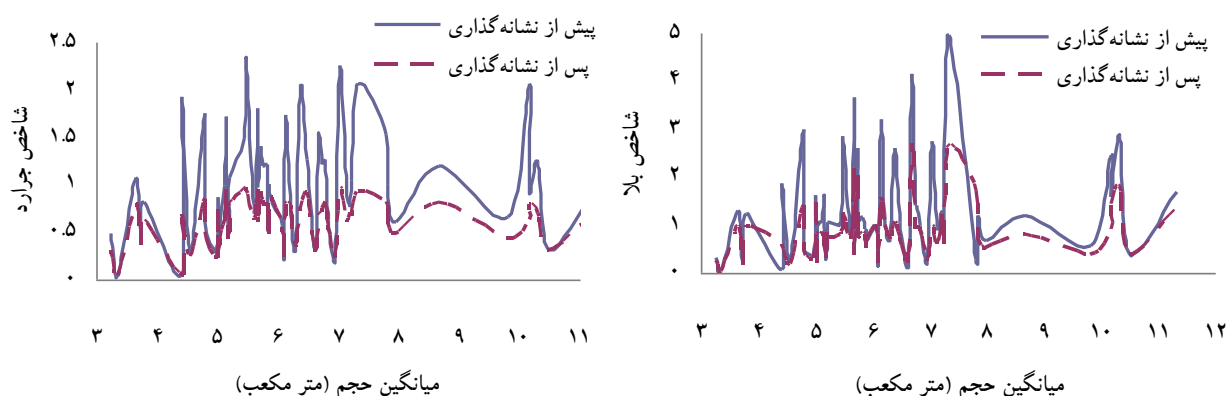 پیش از نشانه‌گذاری
پس از نشانه‌گذاری
شاخص بلا
۵
۴
۳
۲
۱
۰
۳ ۴ ۵ ۶ ۷ ۸ ۹ ۱۰ ۱۱ ۱۲
میانگین حجم (متر مکعب)
پیش از نشانه‌گذاری
پس از نشانه‌گذاری
شاخص جرارد
۲.۵
۲
۱.۵
۱
۰.۵
۰
۳ ۴ ۵ ۶ ۷ ۸ ۹ ۱۰ ۱۱
میانگین حجم (متر مکعب)